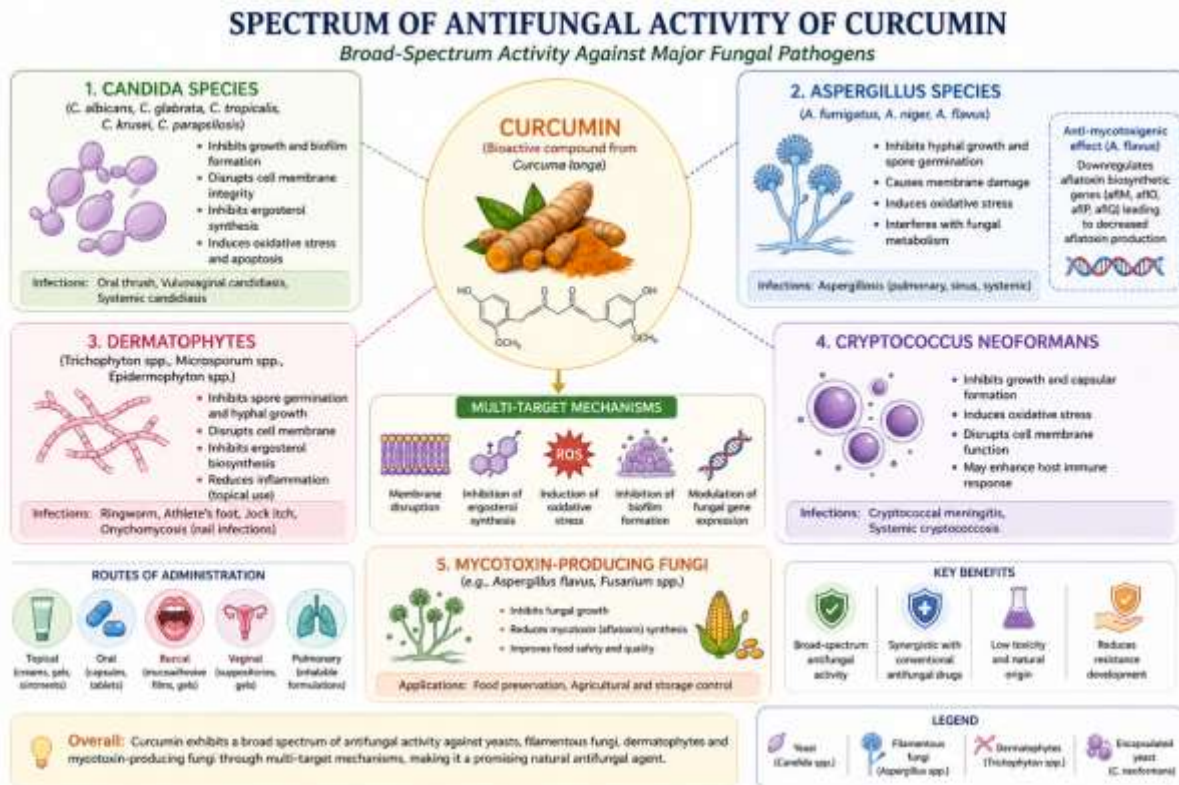 SPECTRUM OF ANTIFUNGAL ACTIVITY OF CURCUMIN
Broad-Spectrum Activity Against Major Fungal Pathogens
1. CANDIDA SPECIES
(C. albicans, C. glabrata, C. tropicalis,
C. krusei, C. parapsilosis)
• Inhibits growth and biofilm
formation
• Disrupts cell membrane
integrity
• Inhibits ergosterol
synthesis
• Induces oxidative stress
and apoptosis
Infections: Oral thrush, Vulvovaginal candidiasis,
Systemic candidiasis
CURCUMIN
(Bioactive compound from
Curcuma longa)
HO
O
O
OH
OCH₃
OCH₃
2. ASPERGILLUS SPECIES
(A. fumigatus, A. niger, A. flavus)
• Inhibits hyphal growth and
spore germination
• Causes membrane damage
• Induces oxidative stress
• Interferes with fungal
metabolism
Infections: Aspergillosis (pulmonary, sinus, systemic)
Anti-mycotoxigenic
effect (A. flavus)
Downregulates
aflatoxin biosynthetic
genes (aflM,
leading
to decreased
aflatoxin production
3. DERMATOPHYTES
(Trichophyton spp., Microsporum spp.,
Epidermophyton spp.)
• Inhibits spore germination
and hyphal growth
• Disrupts cell membrane
• Inhibits ergosterol
biosynthesis
• Reduces inflammation
(topical use)
Infections: Ringworm, Athlete's foot, Jock itch,
Onychomycosis (nail infections)
MULTI-TARGET MECHANISMS
ROS
Membrane
disruption
Inhibition of
ergosterol
synthesis
Induction of
oxidative
stress
Inhibition of
biofilm
formation
Modulation of
fungal gene
expression
4. CRYPTOCOCCUS NEOFORMANS
• Inhibits growth and capsular
formation
• Induces oxidative stress
• Disrupts cell membrane
function
• May enhance host immune
response
Infections: Cryptococcal meningitis,
Systemic cryptococcosis
ROUTES OF ADMINISTRATION
Topical
(creams, gels,
Oral
(capsules,
tablets)
Buccal
(mucoadhesive
films, gels)
Vaginal
(suppositories,
gels)
Pulmonary
(inhalable
formulations)
5. MYCOTOXIN-PRODUCING FUNGI
(e.g., Aspergillus flavus, Fusarium spp.)
• Inhibits fungal growth
• Reduces mycotoxin (aflatoxin) synthesis
• Improves food safety and quality
Applications: Food preservation, Agricultural and storage control
KEY BENEFITS
Broad-spectrum
antifungal
activity
Synergistic with
conventional
antifungal drugs
Low toxicity
and natural
origin
Reduces
resistance
development
Overall: Curcumin exhibits a broad spectrum of antifungal activity against yeasts, filamentous fungi, dermatophytes and
mycotoxin-producing fungi through multi-target mechanisms, making it a promising natural antifungal agent.
LEGEND
Yeast
(Candida spp.)
Filamentous
fungi
(Aspergillus spp.)
Dermatophytes
(Trichophyton spp.)
Encapsulated
yeast
(C. neoformans)